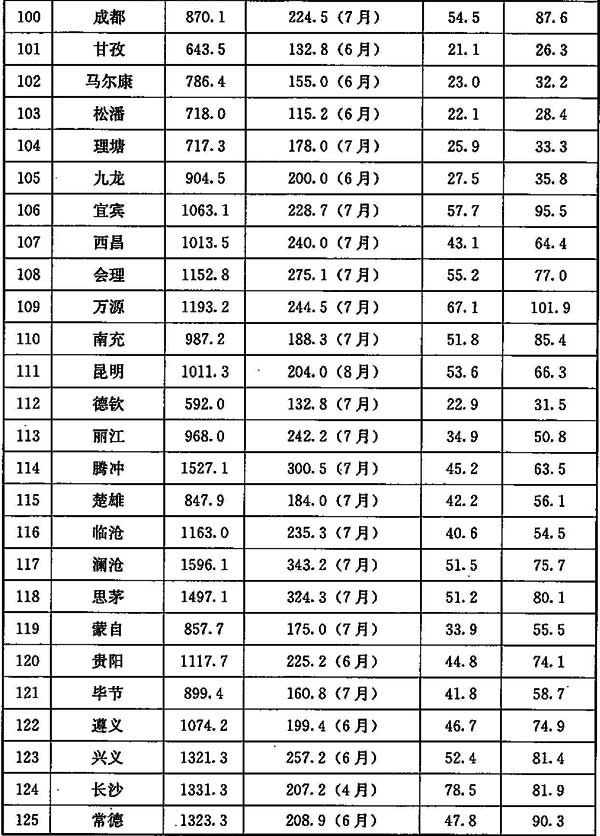 100 成都 870.1 224.5 (7月) 54.5 87.6
101 甘孜 643.5 132.8 (6月) 21.1 26.3
102 马尔康 786.4 155.0 (6月) 23.0 32.2
103 松潘 718.0 115.2 (6月) 22.1 28.4
104 理塘 717.3 178.0 (7月) 25.9 33.3
105 九龙 904.5 200.0 (6月) 27.5 35.8
106 宜宾 1063.1 228.7 (7月) 57.7 95.5
107 西昌 1013.5 240.0 (7月) 43.1 64.4
108 会理 1152.8 275.1 (7月) 55.2 77.0
109 万源 1193.2 244.5 (7月) 67.1 101.9
110 南充 987.2 188.3 (7月) 51.8 85.4
111 昆明 1011.3 204.0 (8月) 53.6 66.3
112 德钦 592.0 132.8 (7月) 22.9 31.5
113 丽江 968.0 242.2 (7月) 34.9 50.8
114 腾冲 1527.1 300.5 (7月) 45.2 63.5
115 楚雄 847.9 184.0 (7月) 42.2 56.1
116 临沧 1163.0 235.3 (7月) 40.6 54.5
117 澜沧 1596.1 343.2 (7月) 51.5 75.7
118 思茅 1497.1 324.3 (7月) 51.2 80.1
119 蒙自 857.7 175.0 (7月) 33.9 55.5
120 贵阳 1117.7 225.2 (6月) 44.8 74.1
121 毕节 899.4 160.8 (7月) 41.8 58.7
122 遵义 1074.2 199.4 (6月) 46.7 74.9
123 兴义 1321.3 257.2 (6月) 52.4 81.4
124 长沙 1331.3 207.2 (4月) 78.5 81.9
125 常德 1323.3 208.9 (6月) 47.8 90.3